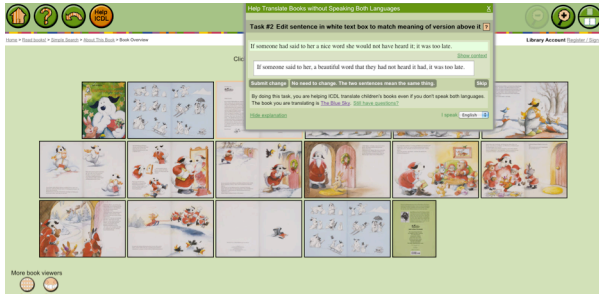 Help
ICDL
Home > Read books! > Simple Search > About This Book > Book Overview
Library Account Register / Sign
Clic
Help Translate Books without Speaking Both Languages
X
Task #2 Edit sentence in white text box to match meaning of version above it ?
If someone had said to her a nice word she would not have heard it; it was too late.
Show context
If someone said to her, a beautiful word that they had not heard it had, it was too late.
Submit change
No need to change. The two sentences mean the same thing.
Skip
By doing this task, you are helping ICDL translate children's books even if you don't speak both languages.
The book you are translating is The Blue Sky. Still have questions?
Hide explanation
I speak: English
More book viewers